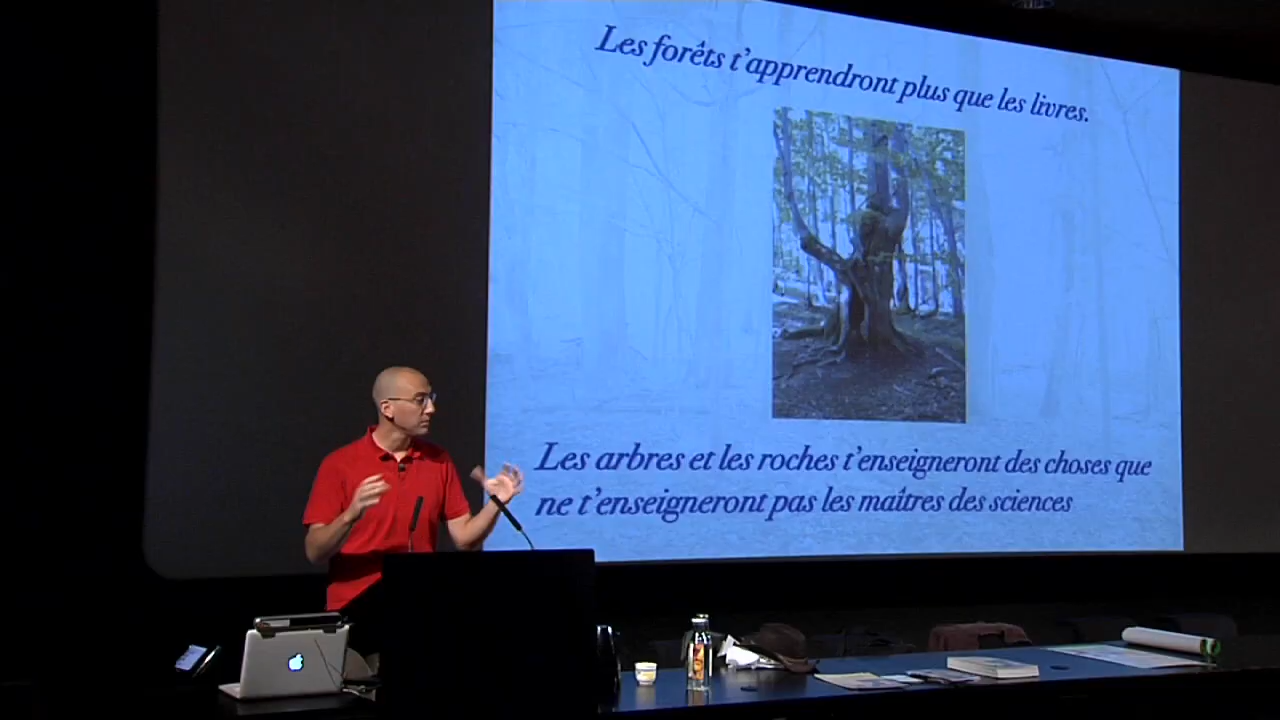 Les forêts t'apprendront plus que les livres.
Les arbres et les roches t'enseigneront des choses que
ne t'enseigneront pas les maîtres des sciences